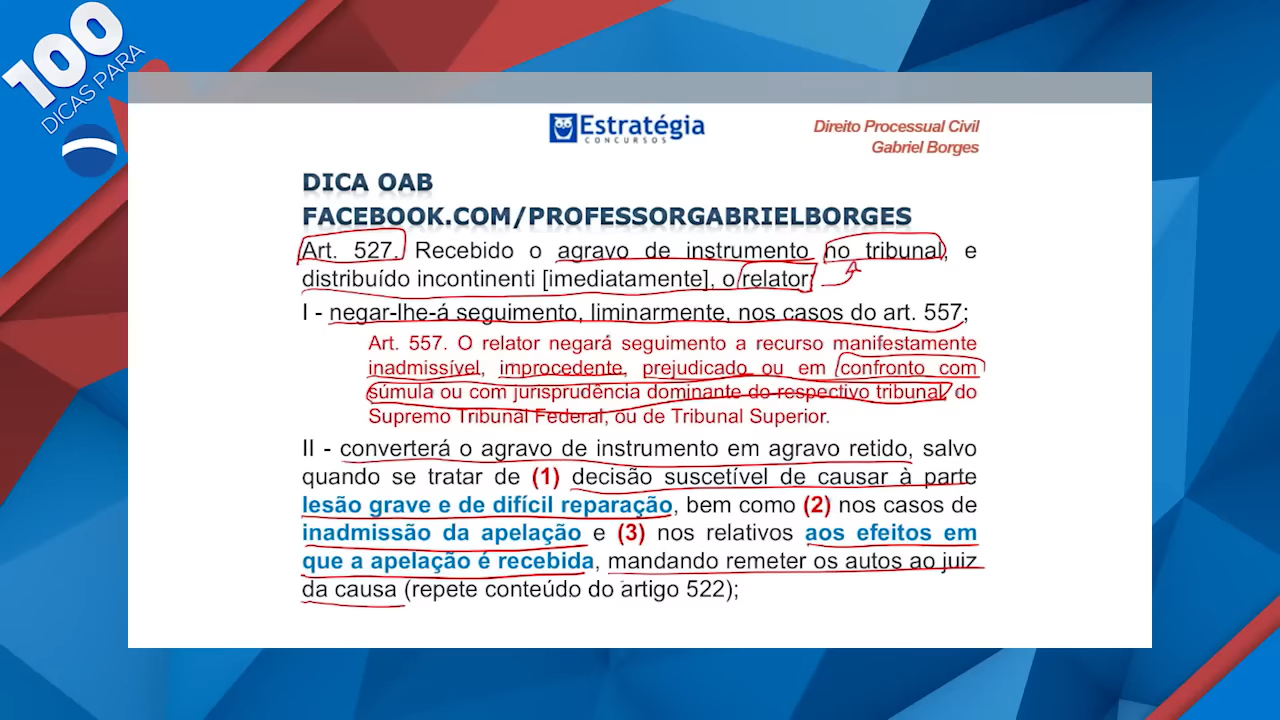 100
DICAS PARA
Estratégia
CONCURSOS
Direito Processual Civil
Gabriel Borges
DICA OAB
FACEBOOK.COM/PROFESSORGABRIELBORGES
Art. 527. Recebido o agravo de instrumento no tribunal, e
distribuído incontinenti [imediatamente], o relator:
I - negar-lhe-á seguimento, liminarmente, nos casos do art. 557;
Art. 557. O relator negará seguimento a recurso manifestamente
inadmissível, improcedente, prejudicado ou em confronto com
súmula ou com jurisprudência dominante do respectivo tribunal, do
Supremo Tribunal Federal, ou de Tribunal Superior.
II - converterá o agravo de instrumento em agravo retido, salvo
quando se tratar de (1) decisão suscetível de causar à parte
lesão grave e de difícil reparação, bem como (2) nos casos de
inadmissão da apelação e (3) nos relativos aos efeitos em
que a apelação é recebida, mandando remeter os autos ao juiz
da causa (repete conteúdo do artigo 522);